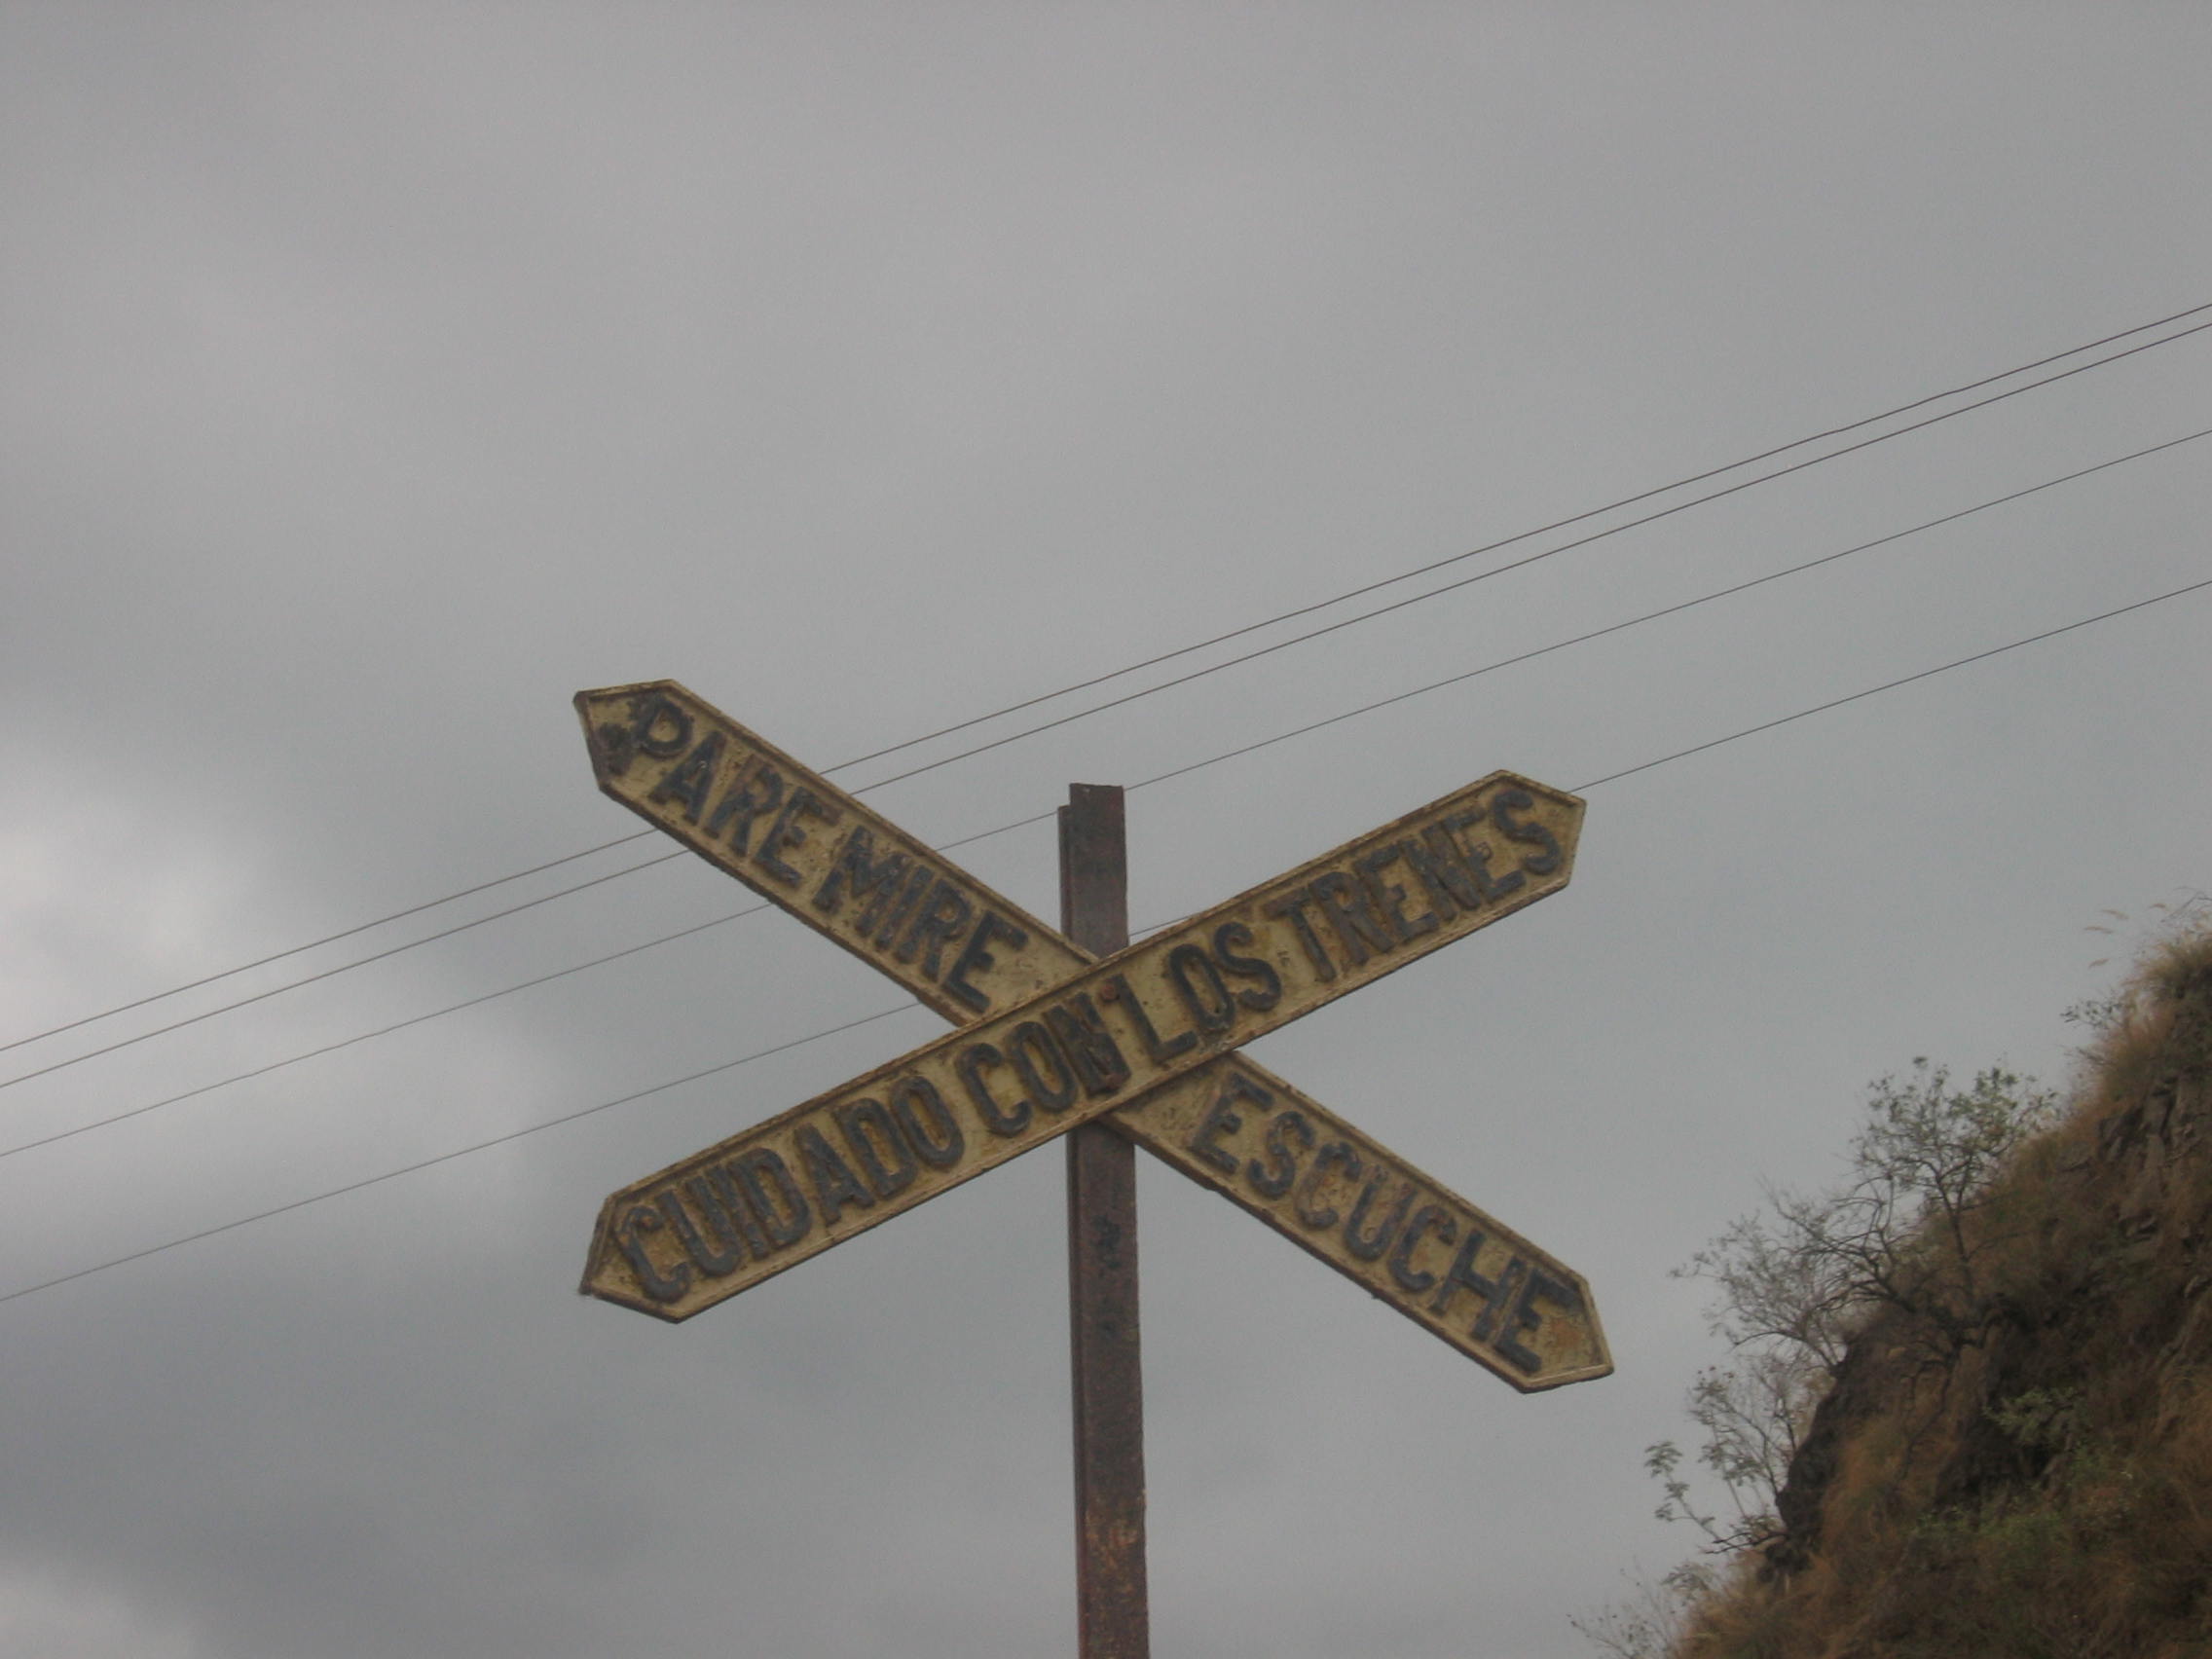 PARE MIRE ESCUCHE
CUIDADO CON LOS TRENES